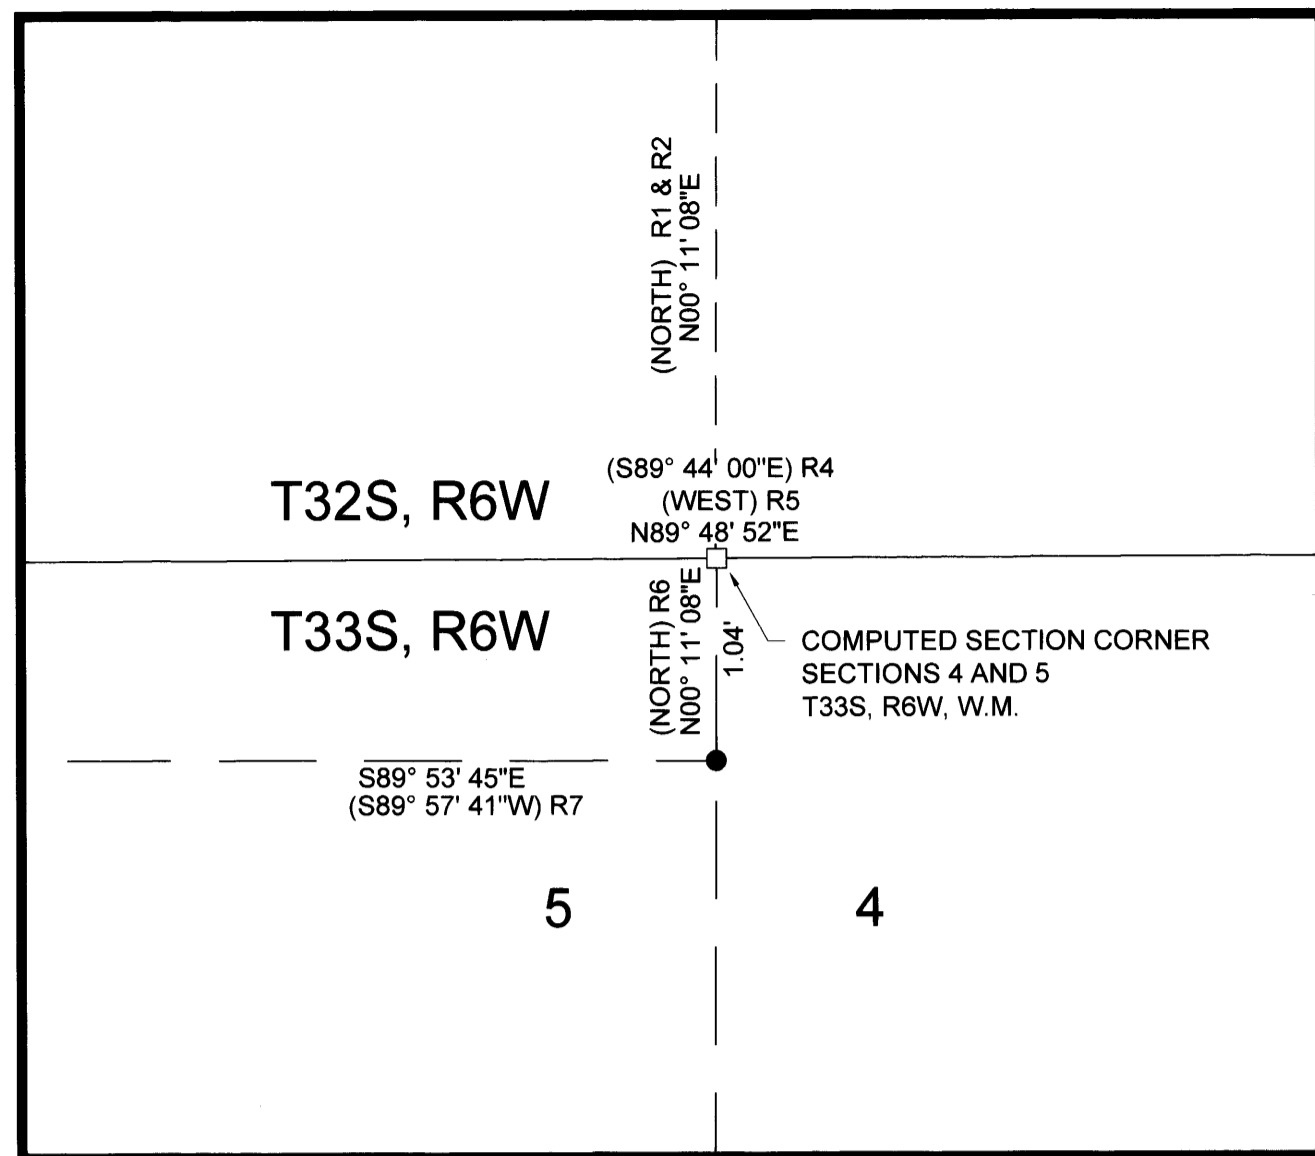 (NORTH) R1 & R2
N00° 11' 08"E
(S89° 44' 00"E) R4
(WEST) R5
N89° 48' 52"E
T32S, R6W
T33S, R6W
(NORTH) R6
N00° 11' 08"E
1.04'
COMPUTED SECTION CORNER
SECTIONS 4 AND 5
T33S, R6W, W.M.
S89° 53' 45"E
(S89° 57' 41"W) R7
5
4